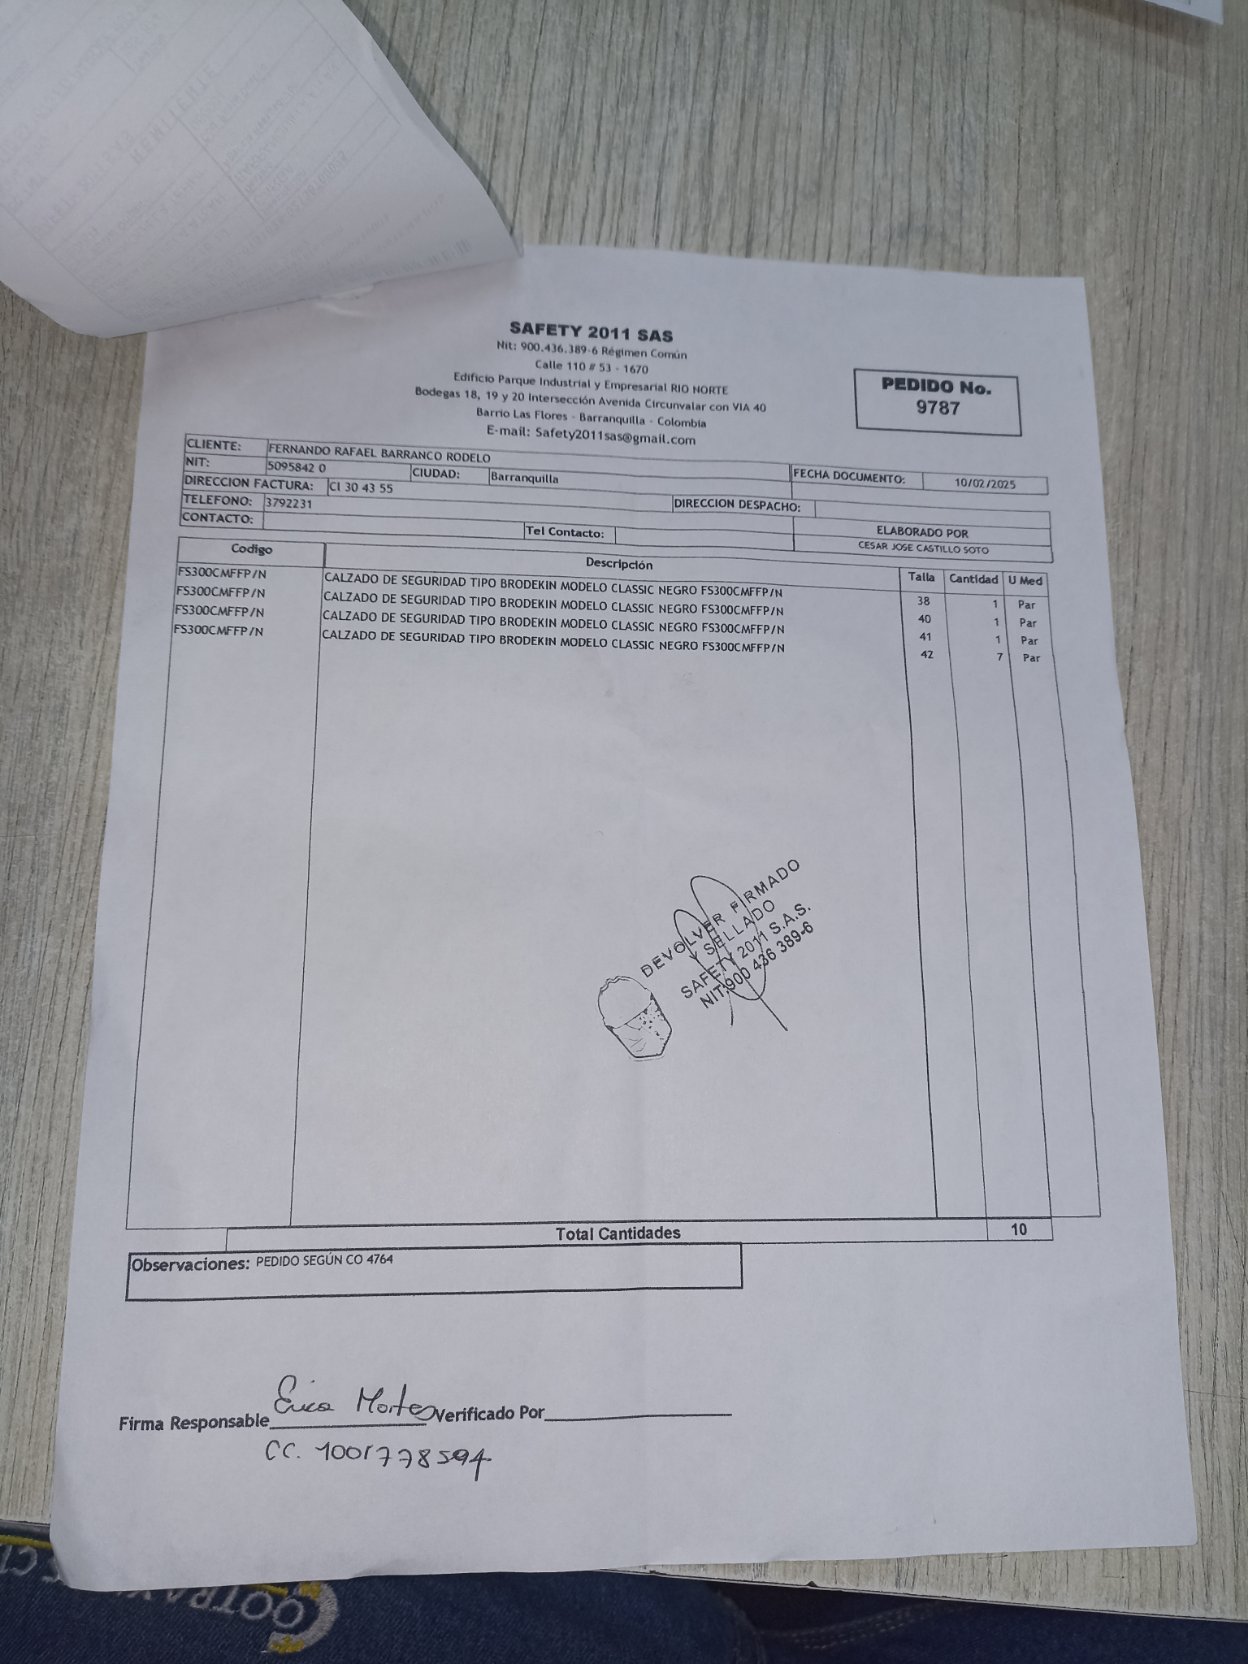 SAFETY 2011 SAS
Nit: 900.436.389-6 Régimen Común
Calle 110 # 53 - 1670
Edificio Parque Industrial y Empresarial RIO NORTE
Bodegas 18, 19 y 20 Intersección Avenida Circunvalar con VIA 40
Barrio Las Flores - Barranquilla - Colombia
E-mail: Safety2011sas@gmail.com
PEDIDO No.
9787
CLIENTE: FERNANDO RAFAEL BARRANCO RODELO
NIT: 5095842 0 CIUDAD: Barranquilla FECHA DOCUMENTO: 10/02/2025
DIRECCION FACTURA: Cl 30 43 55 DIRECCION DESPACHO:
TELEFONO: 3792231 ELABORADO POR
CONTACTO: Tel Contacto: CESAR JOSE CASTILLO SOTO
Codigo Descripción Talla Cantidad U Med
FS300CMFFP/N CALZADO DE SEGURIDAD TIPO BRODEKIN MODELO CLASSIC NEGRO FS300CMFFP/N 38 1 Par
FS300CMFFP/N CALZADO DE SEGURIDAD TIPO BRODEKIN MODELO CLASSIC NEGRO FS300CMFFP/N 40 1 Par
FS300CMFFP/N CALZADO DE SEGURIDAD TIPO BRODEKIN MODELO CLASSIC NEGRO FS300CMFFP/N 41 1 Par
FS300CMFFP/N CALZADO DE SEGURIDAD TIPO BRODEKIN MODELO CLASSIC NEGRO FS300CMFFP/N 42 7 Par
DEVOLVER FIRMADO
Y SELLADO
SAFETY 2011 S.A.S.
NIT:900 436 389-6
Total Cantidades 10
Observaciones: PEDIDO SEGÚN CO 4764
Firma Responsable Erica Verificado Por
CC. 1001778594